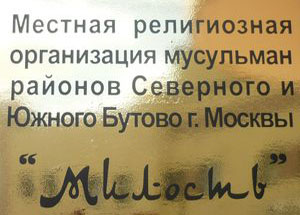 Местная религиозная
организация мусульман
районов Северного и
Южного Бутово г. Москвы
“Милость”